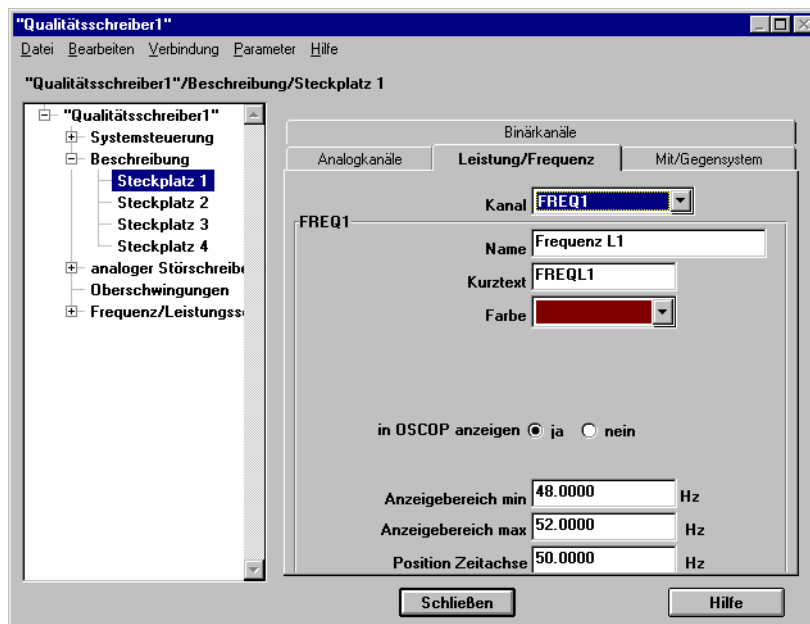 "Qualitätsschreiber1"
Datei Bearbeiten Verbindung Parameter Hilfe
"Qualitätsschreiber1"/Beschreibung/Steckplatz 1
"Qualitätsschreiber1"
Systemsteuerung
Beschreibung
Steckplatz 1
Steckplatz 2
Steckplatz 3
Steckplatz 4
analoger Störschreibe
Oberschwingungen
Frequenz/Leistungss
Binärkanäle
Analogkanäle Leistung/Frequenz Mit/Gegensystem
Kanal FREQ1
FREQ1
Name Frequenz L1
Kurztext FREQL1
Farbe
in OSCOP anzeigen ja nein
Anzeigebereich min 48.0000 Hz
Anzeigebereich max 52.0000 Hz
Position Zeitachse 50.0000 Hz
Schließen Hilfe